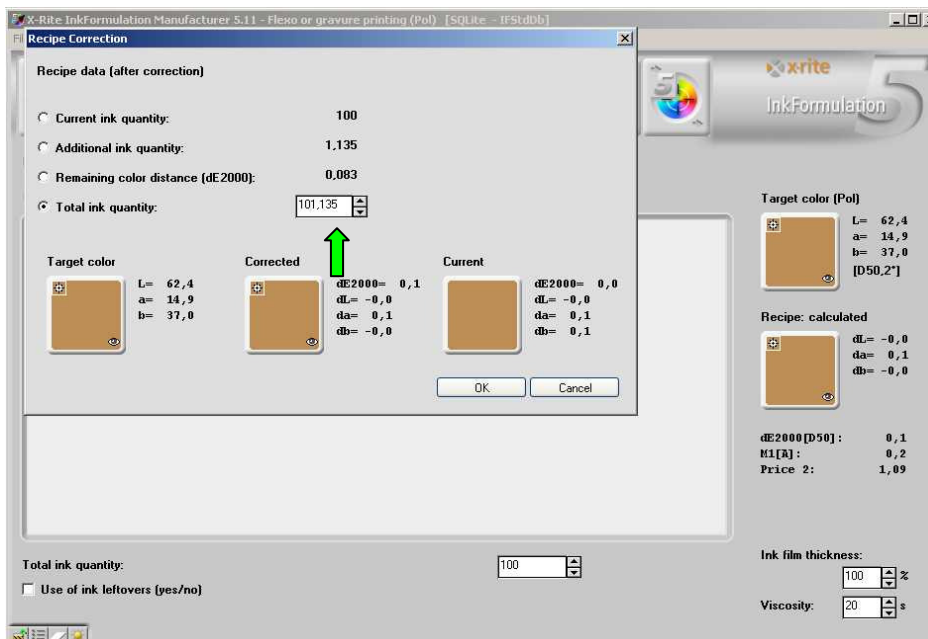 X-Rite InkFormulation Manufacturer 5.11 - Flexo or gravure printing (Pol) [SQLite - IFStdDb]
Recipe Correction
Recipe data (after correction)
Current ink quantity: 100
Additional ink quantity: 1,135
Remaining color distance (dE2000): 0,083
Total ink quantity: 101,135
Target color
L= 62,4
a= 14,9
b= 37,0
Corrected
dE2000= 0,1
dL= -0,0
da= 0,1
db= -0,0
Current
dE2000= 0,0
dL= -0,0
da= 0,1
db= 0,1
OK Cancel
5
x-rite
InkFormulation 5
Target color (Pol)
L= 62,4
a= 14,9
b= 37,0
[D50,2°]
Recipe: calculated
dL= -0,0
da= 0,1
db= -0,0
dE2000[D50]: 0,1
M1[A]: 0,2
Price 2: 1,09
Total ink quantity: 100
Use of ink leftovers (yes/no)
Ink film thickness:
100 %
Viscosity: 20 s